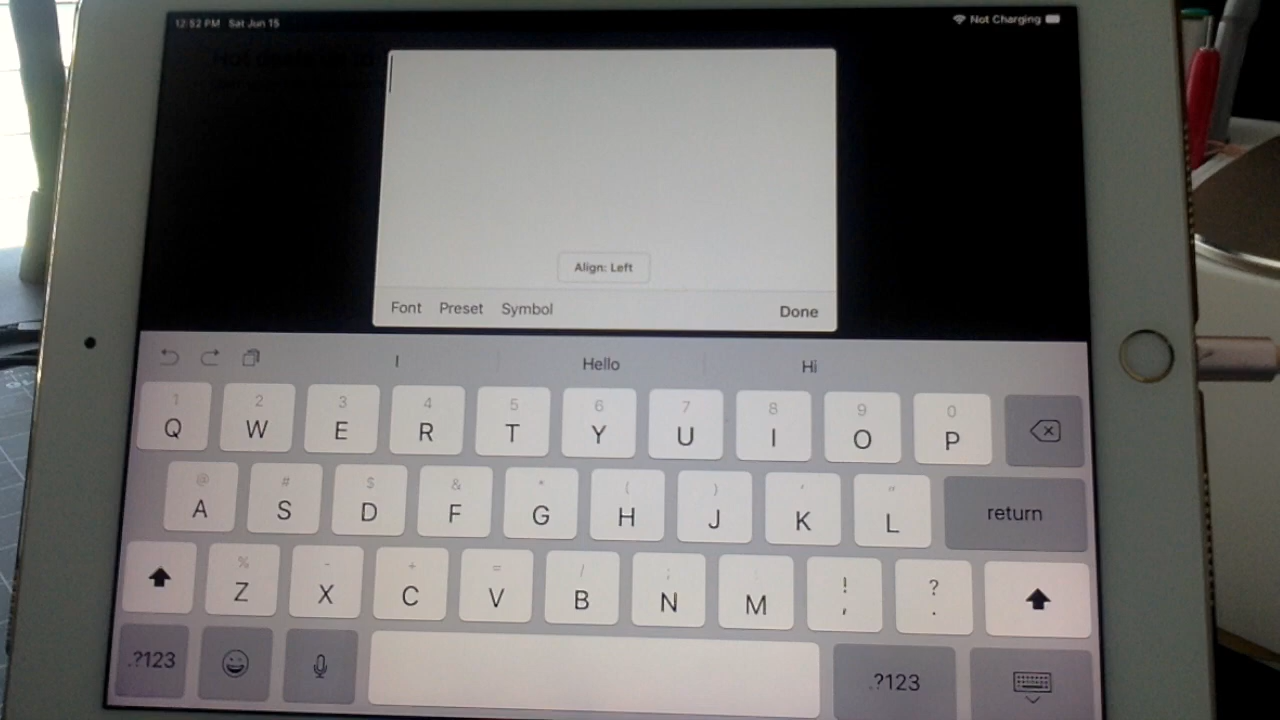 12:52 PM Sat Jun 15
Not Charging
Align: Left
Font Preset Symbol Done
I Hello Hi
1 2 3 4 5 6 7 8 9 0
Q W E R T Y U I O P
@ # $ & * ( ) ' "
A S D F G H J K L return
% - + = / ; : ! ?
Z X C V B N M , .
.?123 .?123